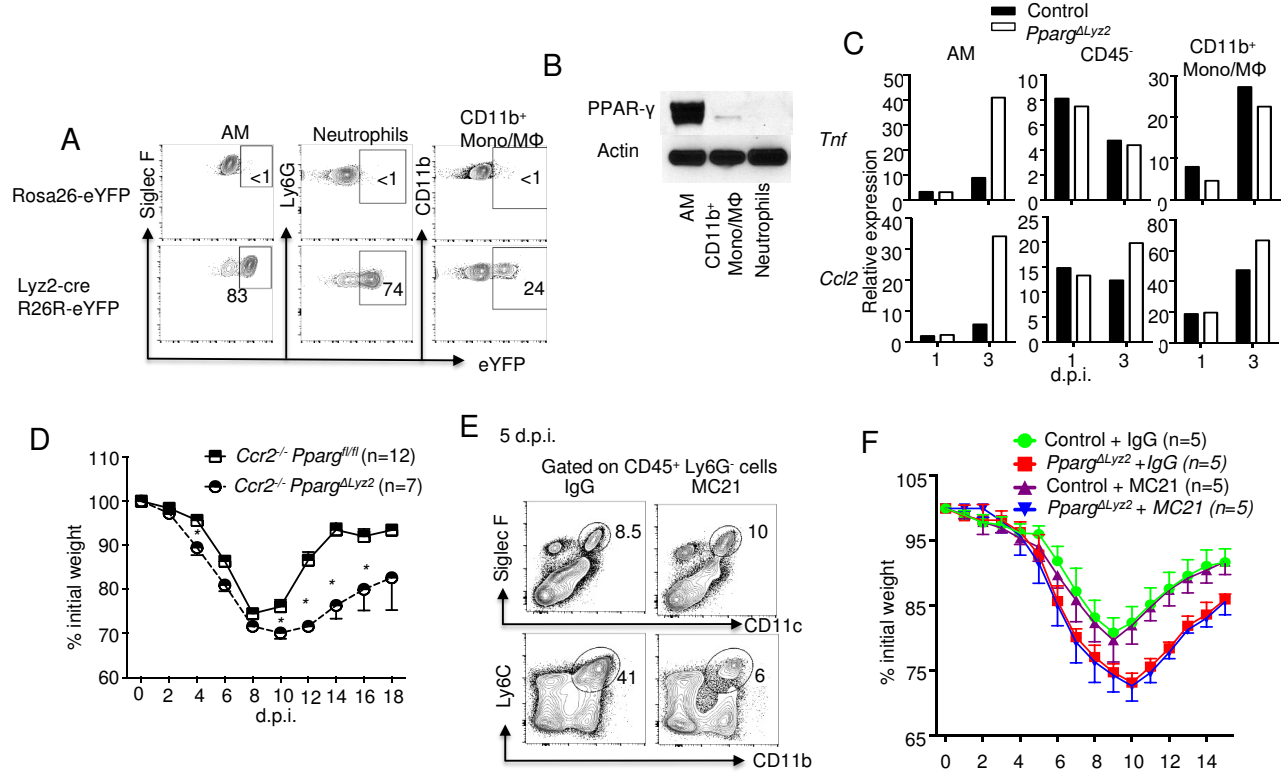 A
AM
Neutrophils
CD11b+
Mono/MΦ
Rosa26-eYFP
Siglec F
Ly6G
CD11b
<1
<1
<1
Lyz2-cre
R26R-eYFP
83
74
24
eYFP
B
PPAR-γ
Actin
AM
CD11b+
Mono/MΦ
Neutrophils
C
Control
PpargΔLyz2
AM
CD45-
CD11b+
Mono/MΦ
Tnf
Ccl2
Relative expression
50
40
30
20
10
0
10
8
6
5
2
0
30
20
10
0
40
30
20
10
0
25
20
15
10
5
0
80
60
40
20
0
1 3
1 3
1 3
d.p.i.
D
Ccr2-/- Ppargfl/fl (n=12)
Ccr2-/- PpargΔLyz2 (n=7)
% initial weight
110
100
90
80
70
60
* * * * *
0 2 4 6 8 10 12 14 16 18
d.p.i.
E
5 d.p.i.
Gated on CD45+ Ly6G- cells
IgG MC21
Siglec F
8.5
10
CD11c
Ly6C
41
6
CD11b
F
Control + IgG (n=5)
PpargΔLyz2 +IgG (n=5)
Control + MC21 (n=5)
PpargΔLyz2 + MC21 (n=5)
% initial weight
95
85
75
65
0 2 4 6 8 10 12 14